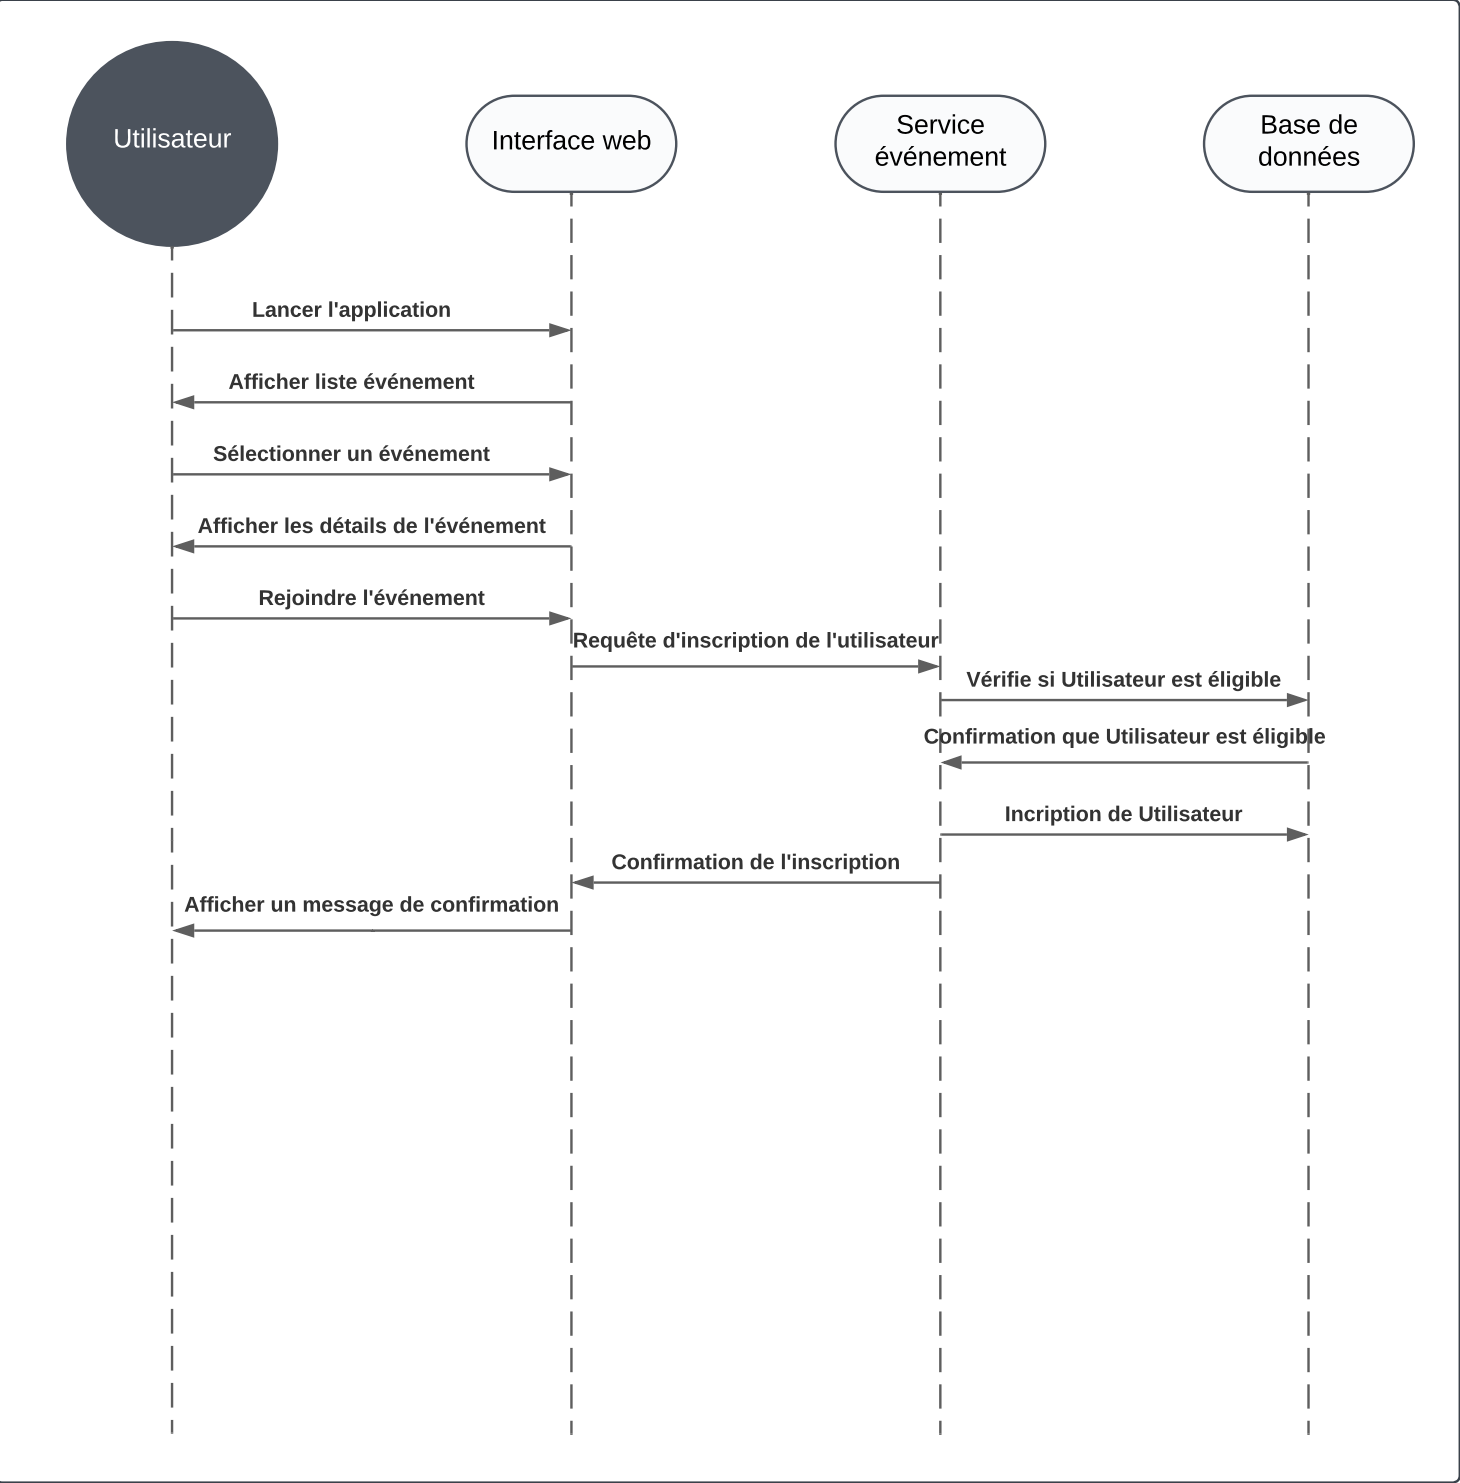 Utilisateur
Interface web
Service
événement
Base de
données
Lancer l'application
Afficher liste événement
Sélectionner un événement
Afficher les détails de l'événement
Rejoindre l'événement
Requête d'inscription de l'utilisateur
Vérifie si Utilisateur est éligible
Confirmation que Utilisateur est éligible
Incription de Utilisateur
Confirmation de l'inscription
Afficher un message de confirmation